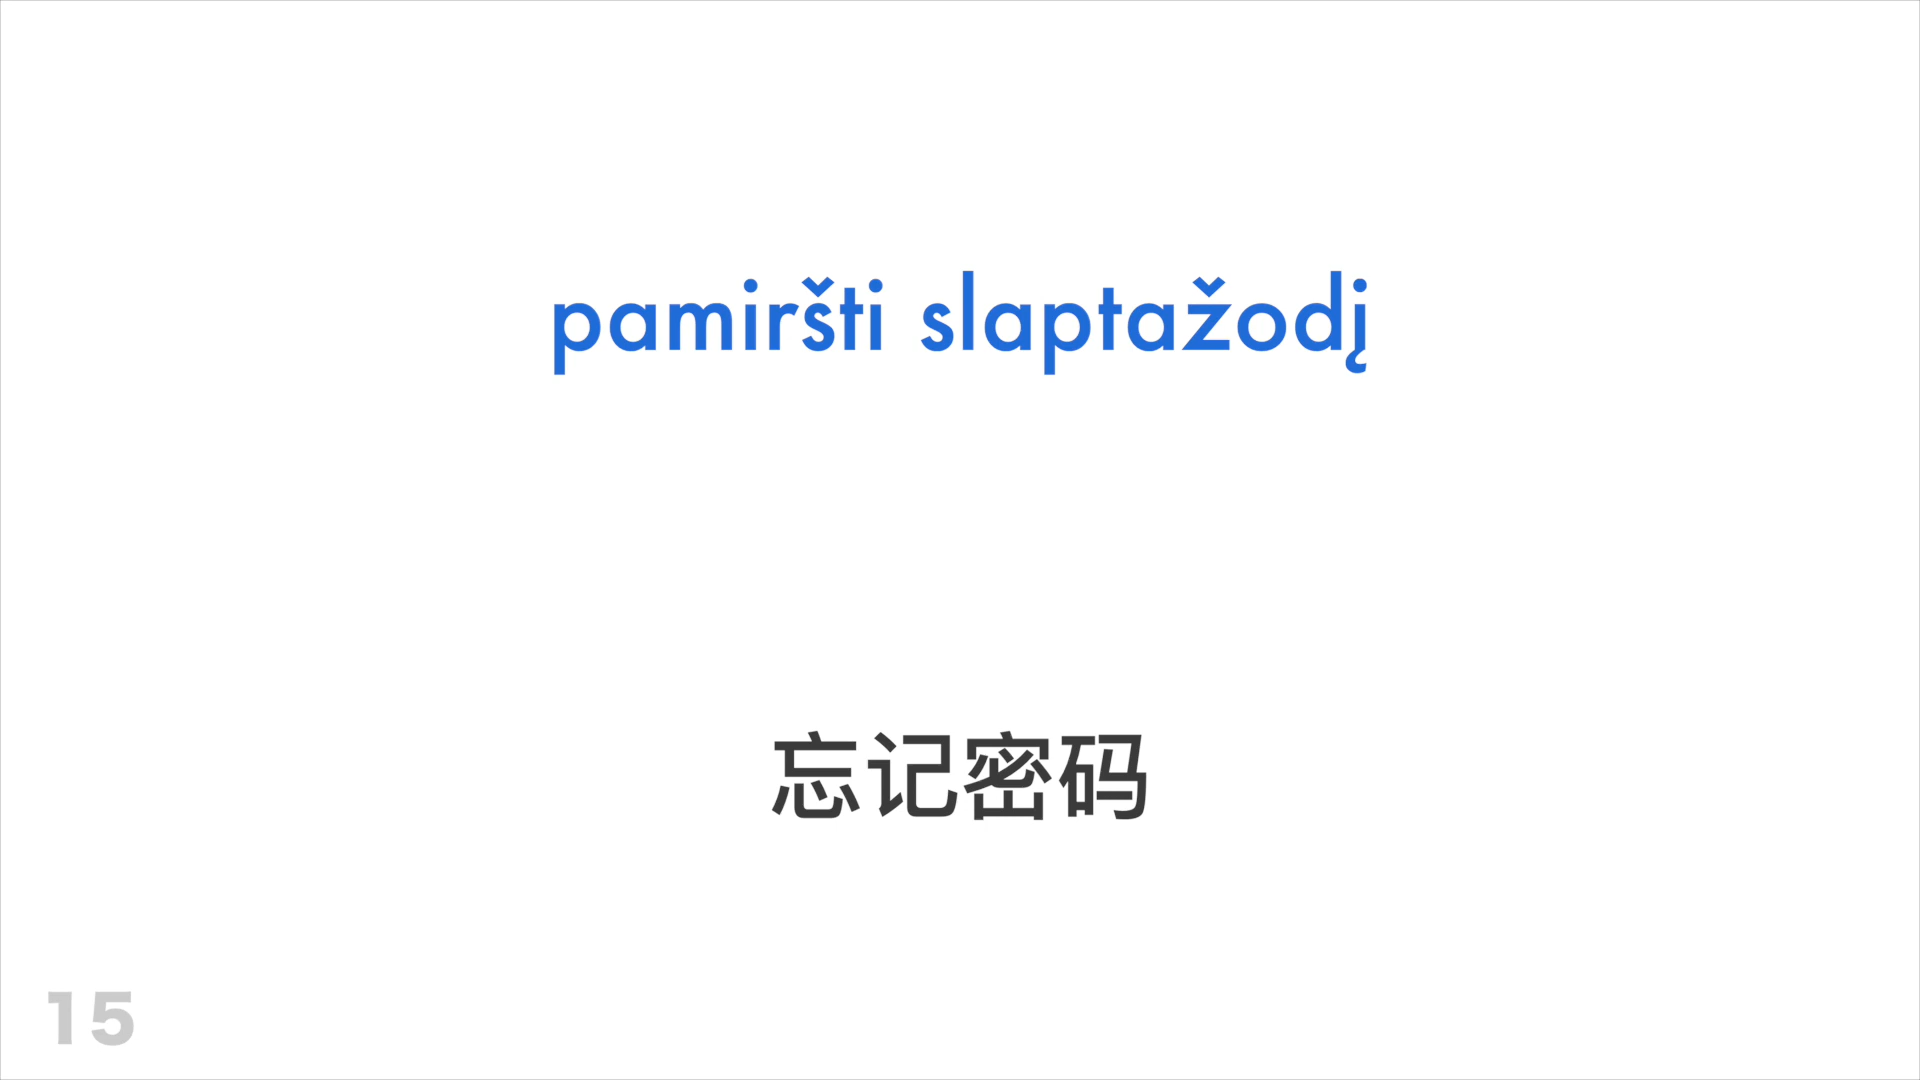 pamiršti slaptažodį
忘记密码
15